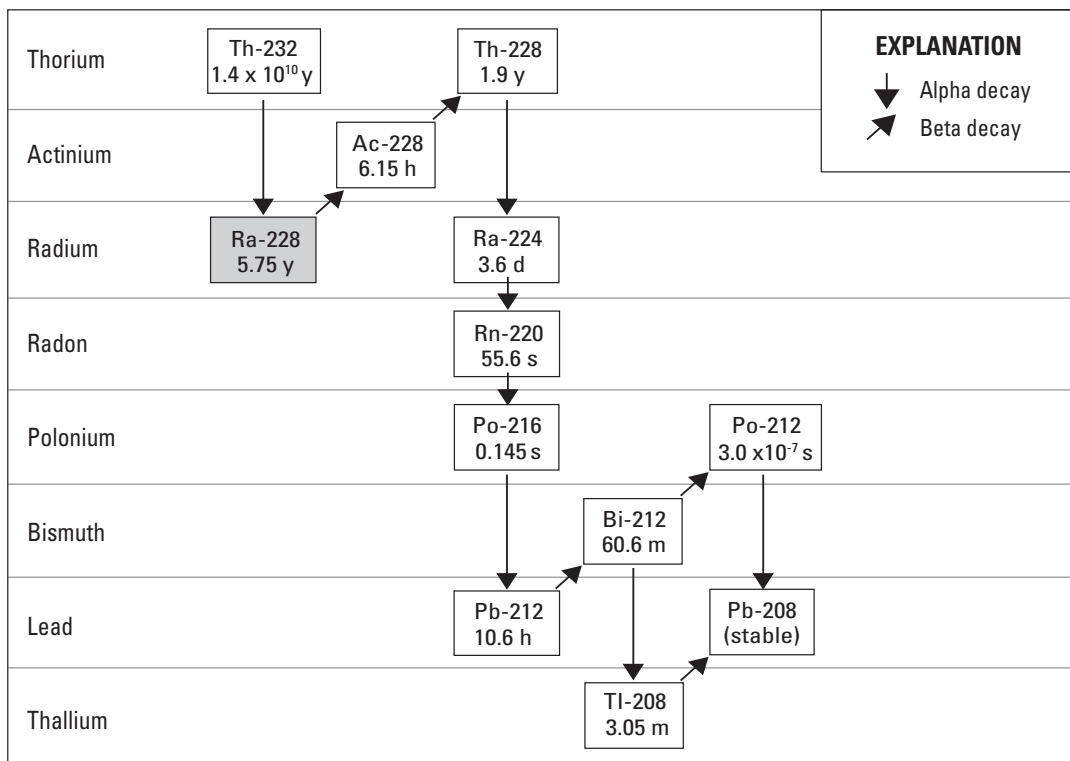 Thorium
Th-232
1.4 x 10¹⁰ y
Th-228
1.9 y
EXPLANATION
Alpha decay
Beta decay
Actinium
Ac-228
6.15 h
Radium
Ra-228
5.75 y
Ra-224
3.6 d
Radon
Rn-220
55.6 s
Polonium
Po-216
0.145 s
Po-212
3.0 x10⁻⁷ s
Bismuth
Bi-212
60.6 m
Lead
Pb-212
10.6 h
Pb-208
(stable)
Thallium
Tl-208
3.05 m